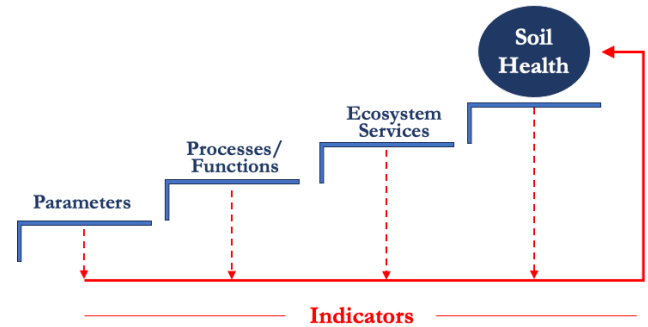 Soil
Health
Ecosystem
Services
Processes/
Functions
Parameters
Indicators